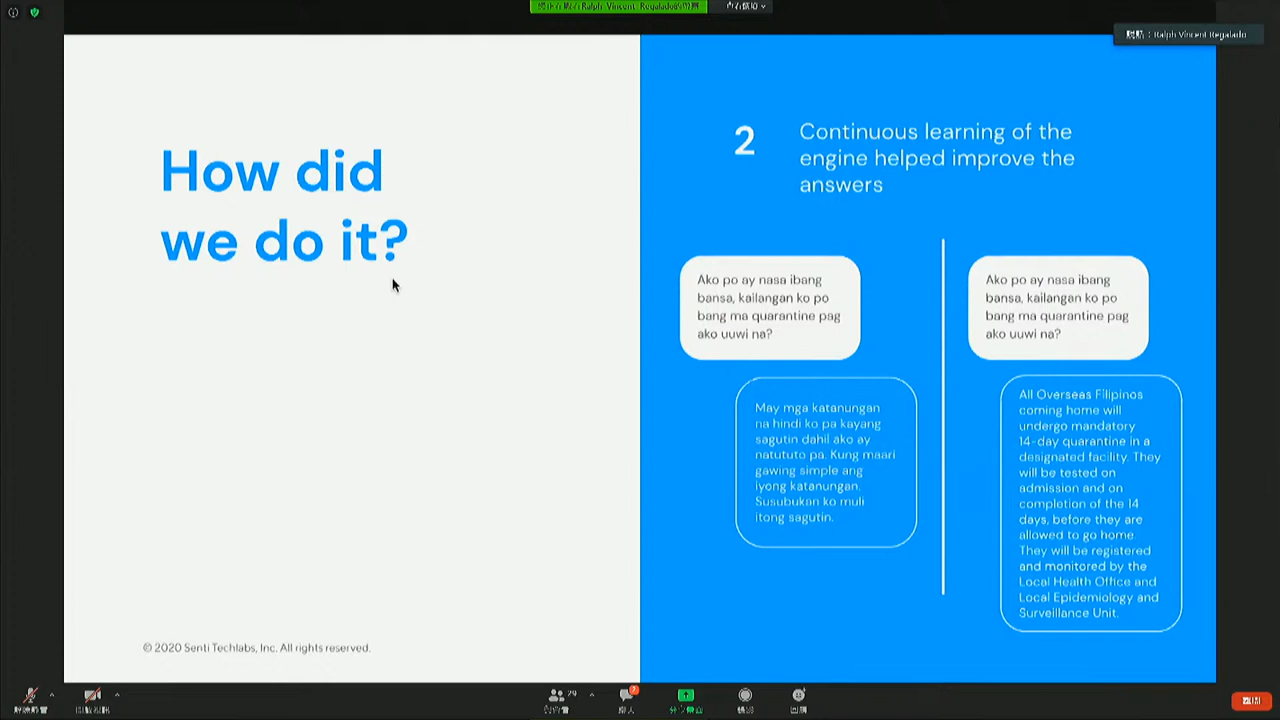 Ralph Vincent Regalado
How did
we do it?
2
Continuous learning of the
engine helped improve the
answers
Ako po ay nasa ibang
bansa, kailangan ko po
bang ma quarantine pag
ako uuwi na?
May mga katanungan
na hindi ko pa kayang
sagutin dahil ako ay
natututo pa. Kung maari
gawing simple ang
iyong katanungan.
Susubukan ko muli
itong sagutin.
Ako po ay nasa ibang
bansa, kailangan ko po
bang ma quarantine pag
ako uuwi na?
All Overseas Filipinos
coming home will
undergo mandatory
14-day quarantine in a
designated facility. They
will be tested on
admission and on
completion of the 14
days, before they are
allowed to go home.
They will be registered
and monitored by the
Local Health Office and
Local Epidemiology and
Surveillance Unit.
© 2020 Senti Techlabs, Inc. All rights reserved.
29
7